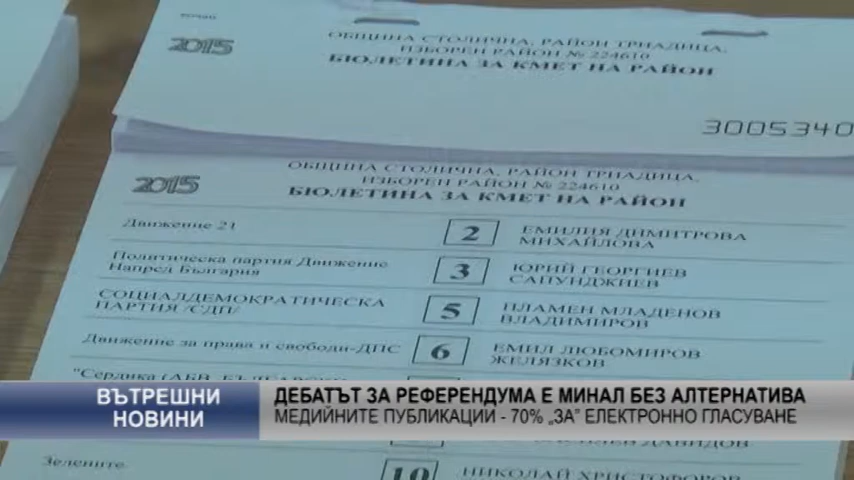 2015
ОБЩИНА СТОЛИЧНА, РАЙОН ТРИАДИЦА,
ИЗБОРЕН РАЙОН № 224610
БЮЛЕТИНА ЗА КМЕТ НА РАЙОН
3005340
2015
ОБЩИНА СТОЛИЧНА, РАЙОН ТРИАДИЦА,
ИЗБОРЕН РАЙОН № 224610
БЮЛЕТИНА ЗА КМЕТ НА РАЙОН
Движение 21 2 ЕМИЛИЯ ДИМИТРОВА
МИХАЙЛОВА
Политическа партия Движение
Напред България 3 ЮРИЙ ГЕОРГИЕВ
САПУНДЖИЕВ
СОЦИАЛДЕМОКРАТИЧЕСКА
ПАРТИЯ /СДП/ 5 ПЛАМЕН МЛАДЕНОВ
ВЛАДИМИРОВ
Движение за права и свободи-ДПС 6 ЕМИЛ ЛЮБОМИРОВ
ЖЕЛЯЗКОВ
"Сердика
ВЪТРЕШНИ
НОВИНИ
ДЕБАТЪТ ЗА РЕФЕРЕНДУМА Е МИНАЛ БЕЗ АЛТЕРНАТИВА
МЕДИЙНИТЕ ПУБЛИКАЦИИ - 70% „ЗА" ЕЛЕКТРОННО ГЛАСУВАНЕ
ДАВИДОВ
Зелените 10 НИКОЛАЙ ХРИСТОФОРОВ